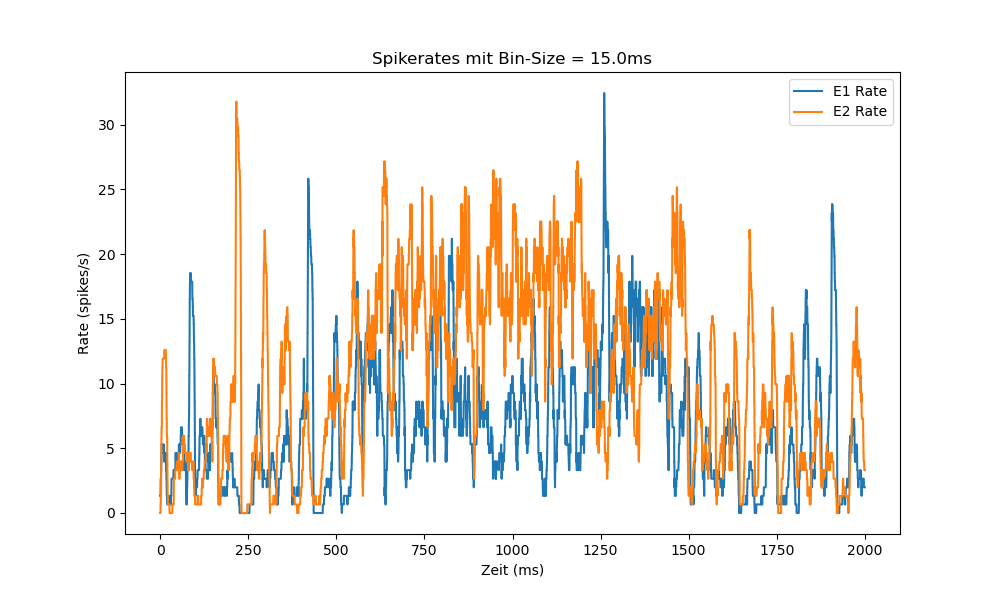 Spikerates mit Bin-Size = 15.0ms
E1 Rate
E2 Rate
30
25
20
15
10
5
0
Rate (spikes/s)
0 250 500 750 1000 1250 1500 1750 2000
Zeit (ms)